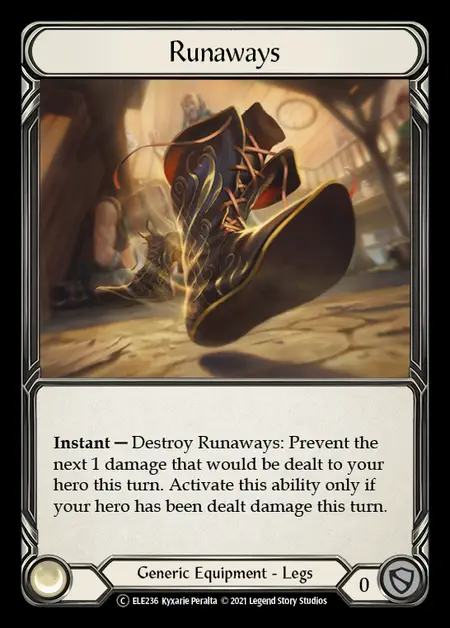 Runaways
Instant — Destroy Runaways: Prevent the
next 1 damage that would be dealt to your
hero this turn. Activate this ability only if
your hero has been dealt damage this turn.
Generic Equipment - Legs
0
C ELE236 Kyxarie Peralta © 2021 Legend Story Studios